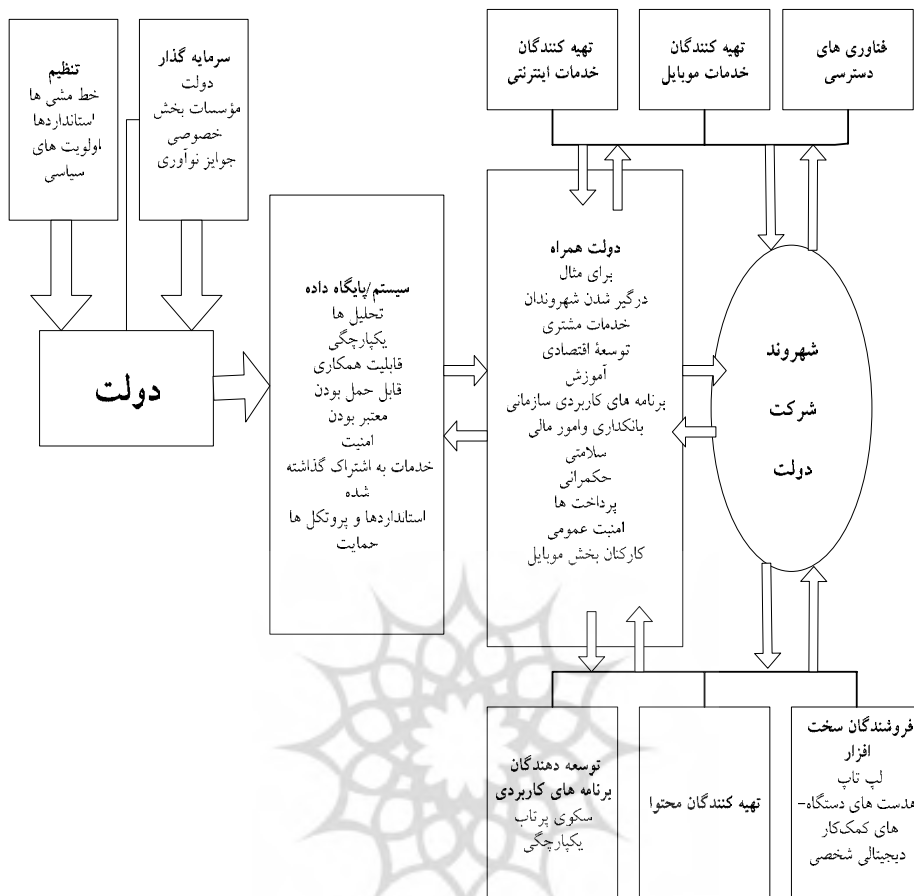 تنظیم
خط مشی ها
استانداردها
اولویت های
سیاسی
سرمایه گذار
دولت
مؤسسات بخش
خصوصی
جوایز نوآوری
تهیه کنندگان
خدمات اینترنتی
تهیه کنندگان
خدمات موبایل
فناوری های
دسترسی
دولت
سیستم/پایگاه داده
تحلیل ها
یکپارچگی
قابلیت همکاری
قابل حمل بودن
معتبر بودن
امنیت
خدمات به اشتراک گذاشته
شده
استانداردها و پروتکل ها
حمایت
دولت همراه
برای مثال
درگیر شدن شهروندان
خدمات مشتری
توسعۀ اقتصادی
آموزش
برنامه های کاربردی سازمانی
بانکداری وامور مالی
سلامتی
حکمرانی
پرداخت ها
امنیت عمومی
کارکنان بخش موبایل
شهروند
شرکت
دولت
توسعه دهندگان
برنامه های کاربردی
سکوی پرتاب
یکپارچگی
تهیه کنندگان محتوا
فروشندگان سخت
افزار
لپ تاپ
هدست های دستگاه-
های کمک‌کار
دیجیتالی شخصی